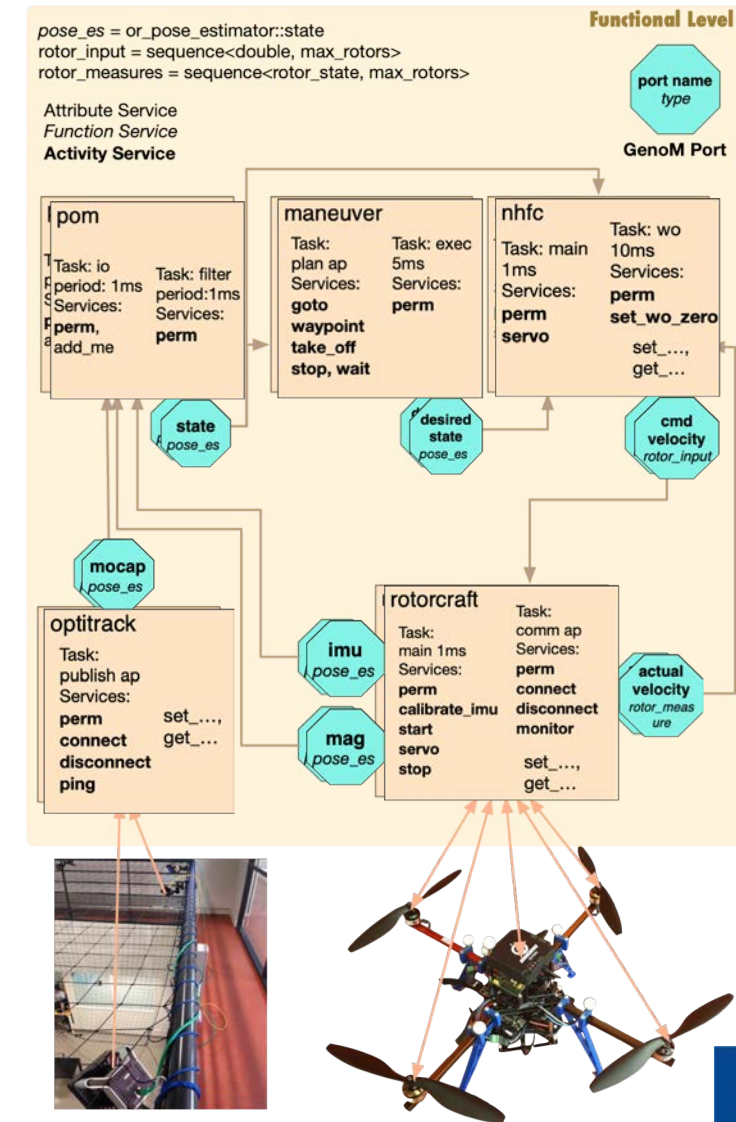 Functional Level
pose_es = or_pose_estimator::state
rotor_input = sequence<double, max_rotors>
rotor_measures = sequence<rotor_state, max_rotors>
port name
type
GenoM Port
Attribute Service
Function Service
Activity Service
pom
Task: io
period: 1ms
Services:
perm,
add_me
Task: filter
period:1ms
Services:
perm
maneuver
Task:
plan ap
Services:
goto
waypoint
take_off
stop, wait
Task: exec
5ms
Services:
perm
nhfc
Task: main
1ms
Services:
perm
servo
Task: wo
10ms
Services:
perm
set_wo_zero
set_...,
get_...
state
pose_es
desired
state
pose_es
cmd
velocity
rotor_input
mocap
pose_es
optitrack
Task:
publish ap
Services:
perm
connect
disconnect
ping
set_...,
get_...
imu
pose_es
mag
pose_es
rotorcraft
Task:
main 1ms
Services:
perm
calibrate_imu
start
servo
stop
Task:
comm ap
Services:
perm
connect
disconnect
monitor
set_...,
get_...
actual
velocity
rotor_meas
ure